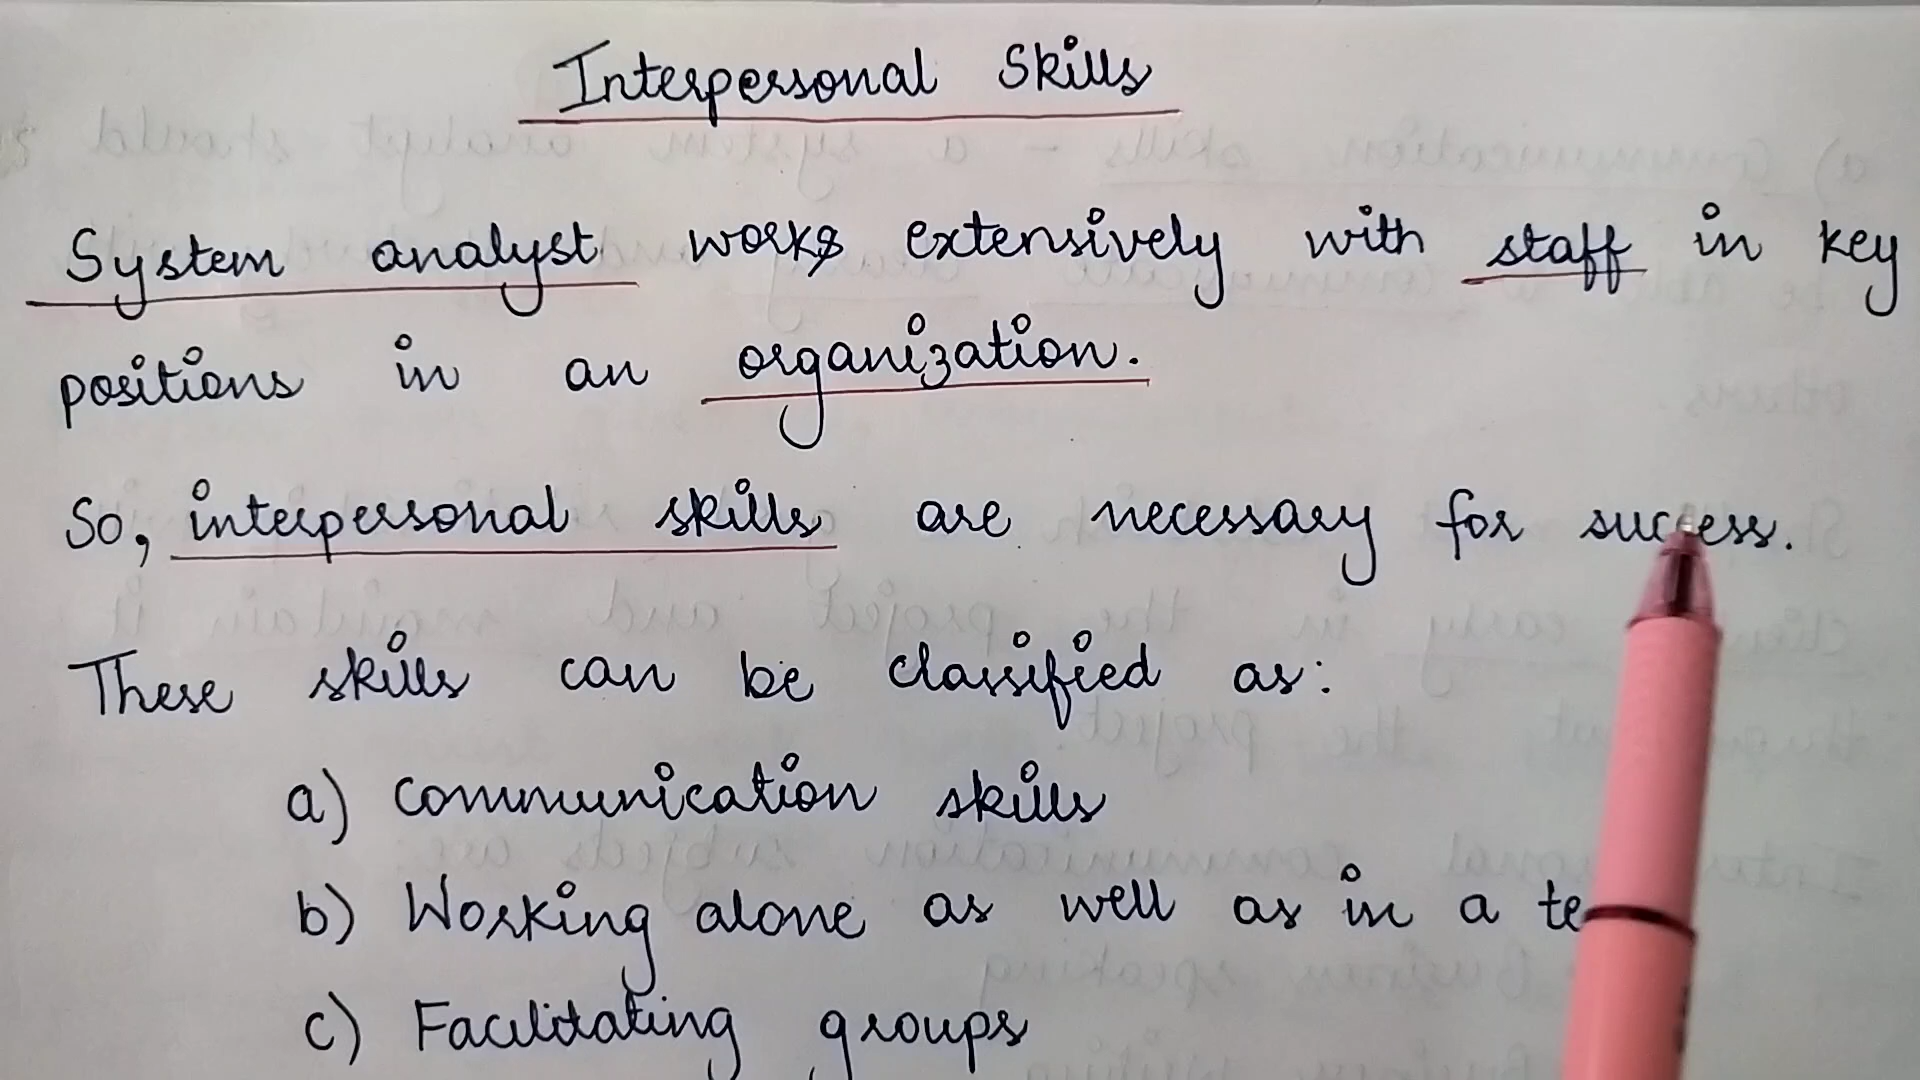 Interpersonal Skills
System analyst works extensively with staff in key
positions in an organization.
So, interpersonal skills are necessary for success.
These skills can be classified as:
a) Communication skills
b) Working alone as well as in a
c) Facilitating groups